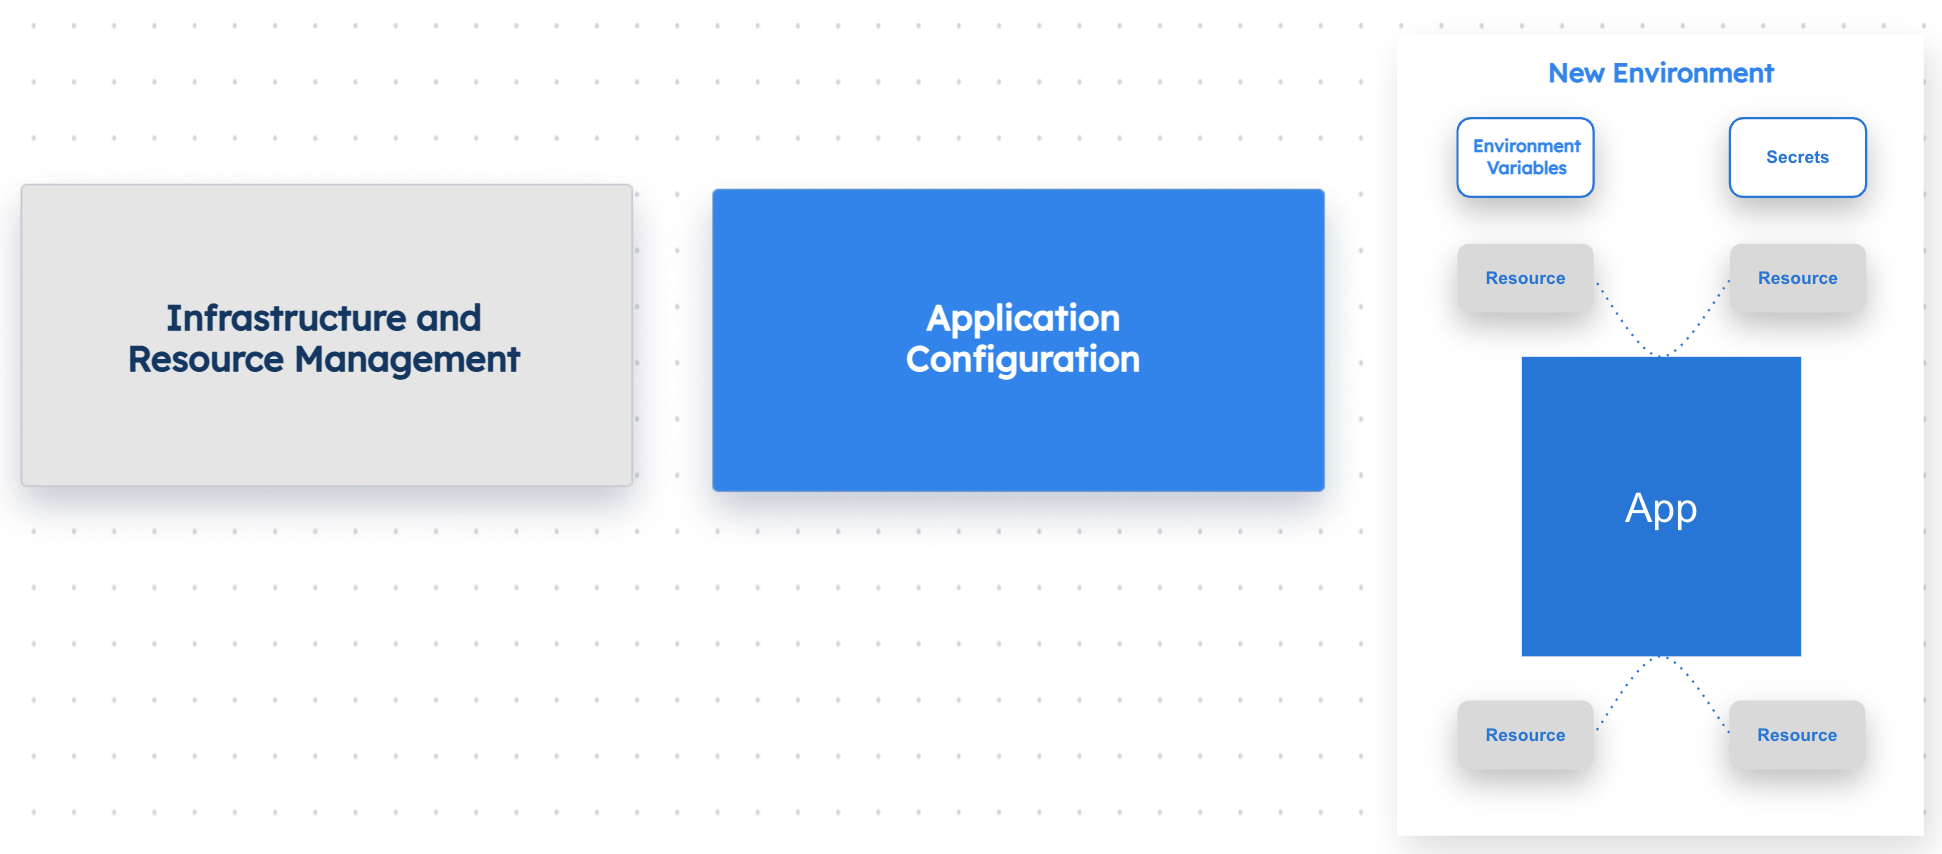 Infrastructure and
Resource Management
Application
Configuration
New Environment
Environment
Variables
Secrets
Resource
Resource
App
Resource
Resource